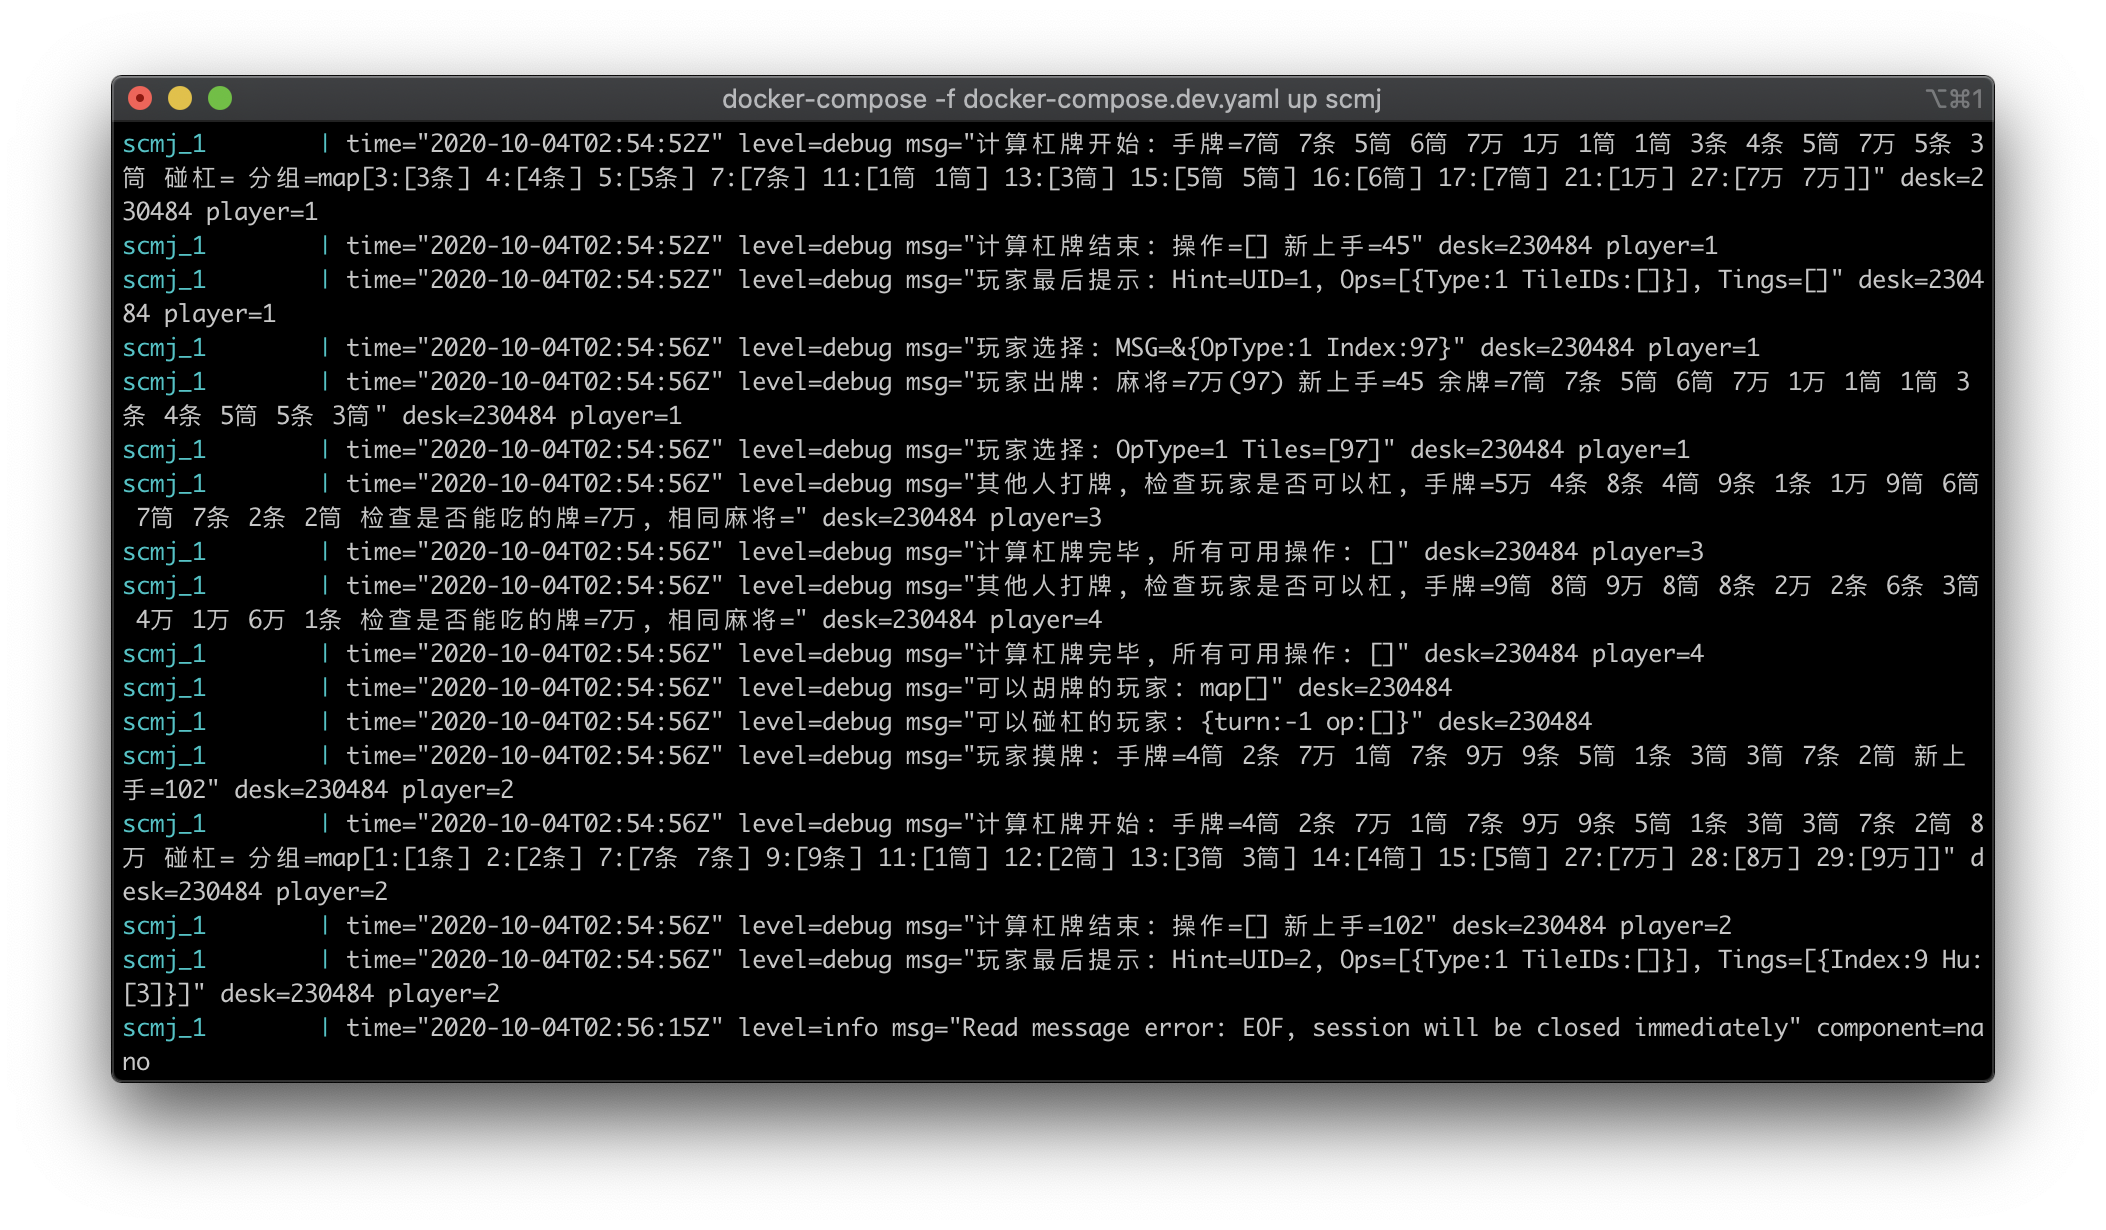 docker-compose -f docker-compose.dev.yaml up scmj
⌥⌘1
scmj_1        | time="2020-10-04T02:54:52Z" level=debug msg="计算杠牌开始: 手牌=7筒 7条 5筒 6筒 7万 1万 1筒 1筒 3条 4条 5筒 7万 5条 3
筒 碰杠= 分组=map[3:[3条] 4:[4条] 5:[5条] 7:[7条] 11:[1筒 1筒] 13:[3筒] 15:[5筒 5筒] 16:[6筒] 17:[7筒] 21:[1万] 27:[7万 7万]]" desk=2
30484 player=1
scmj_1        | time="2020-10-04T02:54:52Z" level=debug msg="计算杠牌结束: 操作=[] 新上手=45" desk=230484 player=1
scmj_1        | time="2020-10-04T02:54:52Z" level=debug msg="玩家最后提示: Hint=UID=1, Ops=[{Type:1 TileIDs:[]}], Tings=[]" desk=2304
84 player=1
scmj_1        | time="2020-10-04T02:54:56Z" level=debug msg="玩家选择: MSG=&{OpType:1 Index:97}" desk=230484 player=1
scmj_1        | time="2020-10-04T02:54:56Z" level=debug msg="玩家出牌: 麻将=7万(97) 新上手=45 余牌=7筒 7条 5筒 6筒 7万 1万 1筒 1筒 3
条 4条 5筒 5条 3筒" desk=230484 player=1
scmj_1        | time="2020-10-04T02:54:56Z" level=debug msg="玩家选择: OpType=1 Tiles=[97]" desk=230484 player=1
scmj_1        | time="2020-10-04T02:54:56Z" level=debug msg="其他人打牌, 检查玩家是否可以杠, 手牌=5万 4条 8条 4筒 9条 1条 1万 9筒 6筒
7筒 7条 2条 2筒 检查是否能吃的牌=7万, 相同麻将=" desk=230484 player=3
scmj_1        | time="2020-10-04T02:54:56Z" level=debug msg="计算杠牌完毕, 所有可用操作: []" desk=230484 player=3
scmj_1        | time="2020-10-04T02:54:56Z" level=debug msg="其他人打牌, 检查玩家是否可以杠, 手牌=9筒 8筒 9万 8筒 8条 2万 2条 6条 3筒
4万 1万 6万 1条 检查是否能吃的牌=7万, 相同麻将=" desk=230484 player=4
scmj_1        | time="2020-10-04T02:54:56Z" level=debug msg="计算杠牌完毕, 所有可用操作: []" desk=230484 player=4
scmj_1        | time="2020-10-04T02:54:56Z" level=debug msg="可以胡牌的玩家: map[]" desk=230484
scmj_1        | time="2020-10-04T02:54:56Z" level=debug msg="可以碰杠的玩家: {turn:-1 op:[]}" desk=230484
scmj_1        | time="2020-10-04T02:54:56Z" level=debug msg="玩家摸牌: 手牌=4筒 2条 7万 1筒 7条 9万 9条 5筒 1条 3筒 3筒 7条 2筒 新上
手=102" desk=230484 player=2
scmj_1        | time="2020-10-04T02:54:56Z" level=debug msg="计算杠牌开始: 手牌=4筒 2条 7万 1筒 7条 9万 9条 5筒 1条 3筒 3筒 7条 2筒 8
万 碰杠= 分组=map[1:[1条] 2:[2条] 7:[7条 7条] 9:[9条] 11:[1筒] 12:[2筒] 13:[3筒 3筒] 14:[4筒] 15:[5筒] 27:[7万] 28:[8万] 29:[9万]]" d
esk=230484 player=2
scmj_1        | time="2020-10-04T02:54:56Z" level=debug msg="计算杠牌结束: 操作=[] 新上手=102" desk=230484 player=2
scmj_1        | time="2020-10-04T02:54:56Z" level=debug msg="玩家最后提示: Hint=UID=2, Ops=[{Type:1 TileIDs:[]}], Tings=[{Index:9 Hu:
[3]}]" desk=230484 player=2
scmj_1        | time="2020-10-04T02:56:15Z" level=info msg="Read message error: EOF, session will be closed immediately" component=na
no